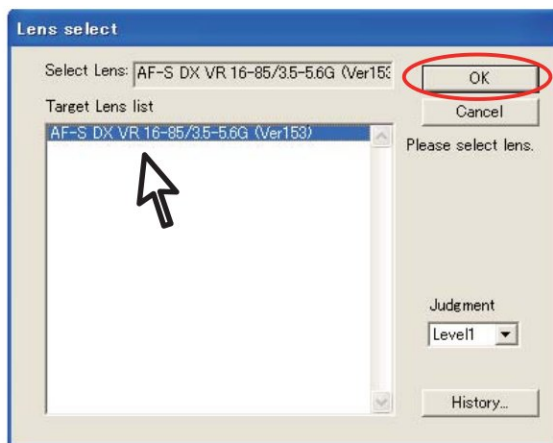 Lens select
Select Lens: AF-S DX VR 16-85/3.5-5.6G (Ver153
OK
Target Lens list
Cancel
AF-S DX VR 16-85/3.5-5.6G (Ver153)
Please select lens.
Judgment
Level1
History...